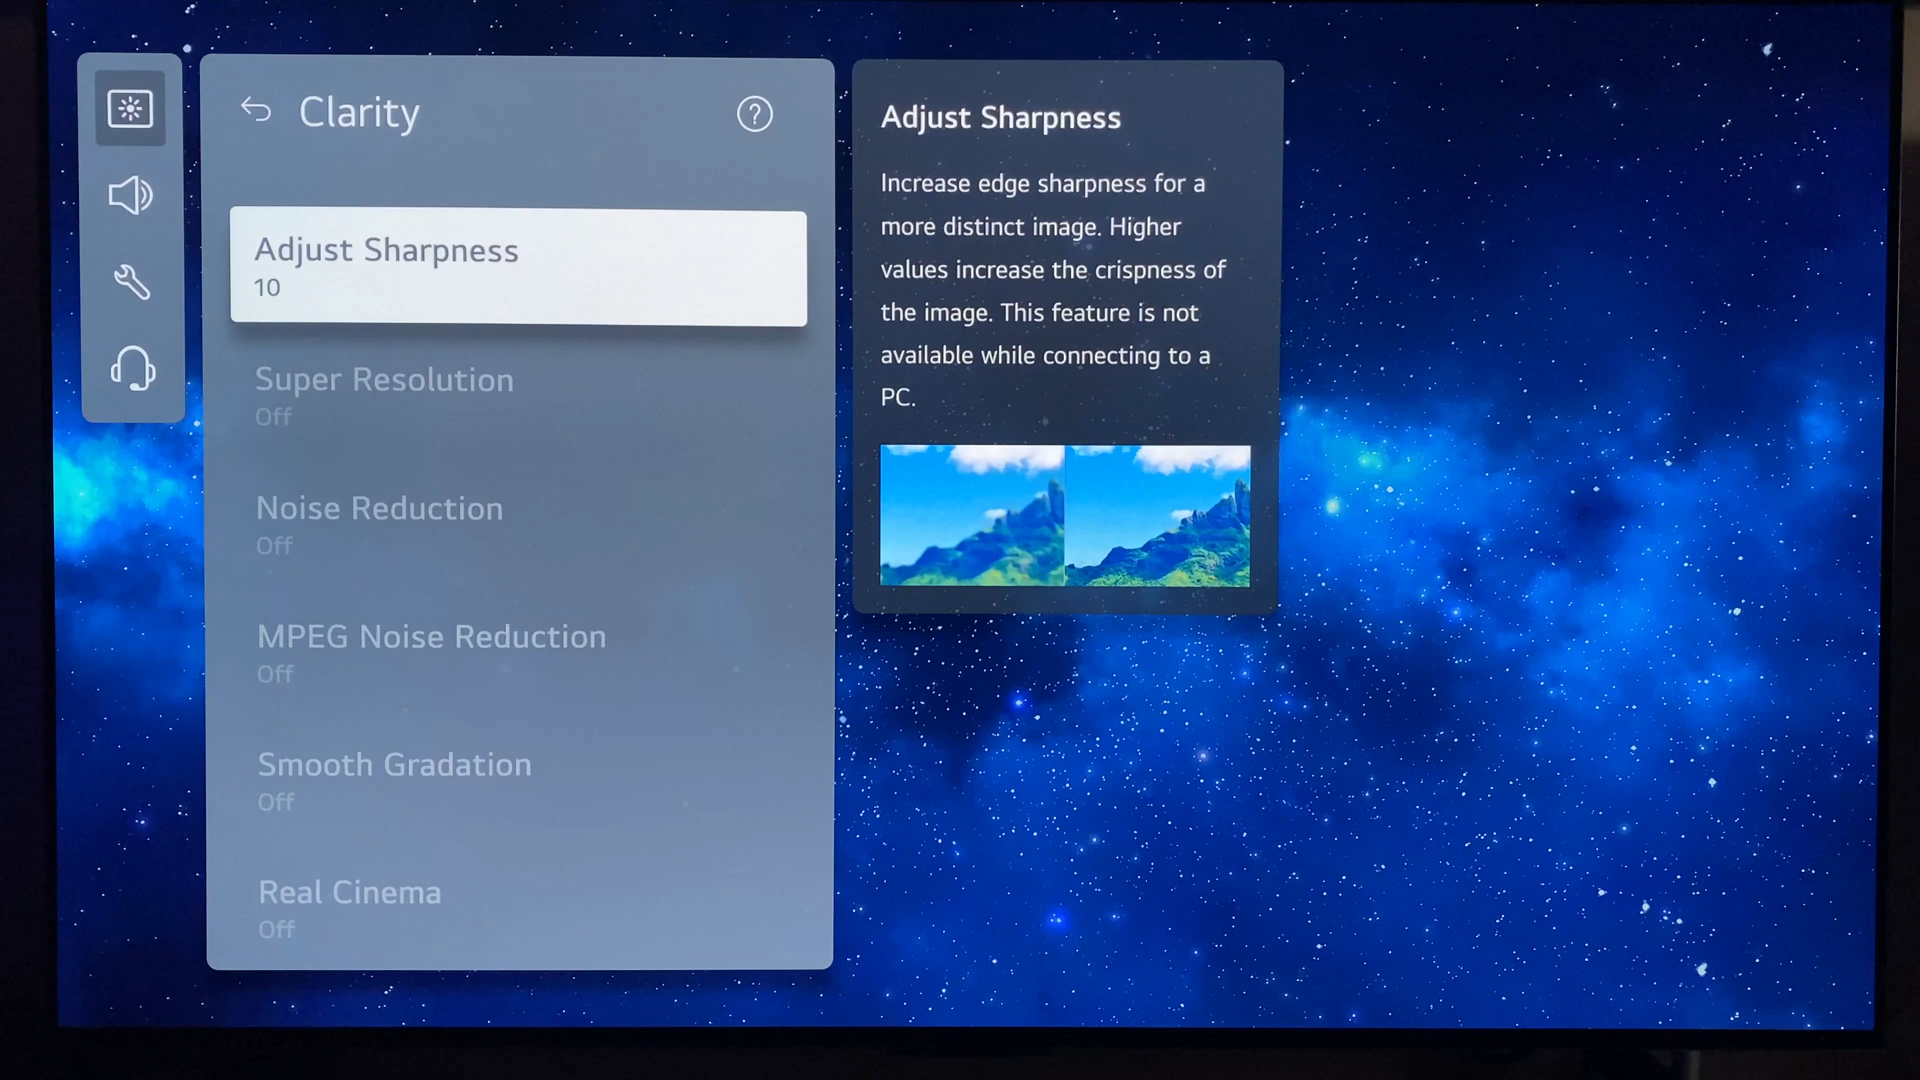 Clarity
?
Adjust Sharpness
10
Super Resolution
Off
Noise Reduction
Off
MPEG Noise Reduction
Off
Smooth Gradation
Off
Real Cinema
Off
Adjust Sharpness
Increase edge sharpness for a
more distinct image. Higher
values increase the crispness of
the image. This feature is not
available while connecting to a
PC.